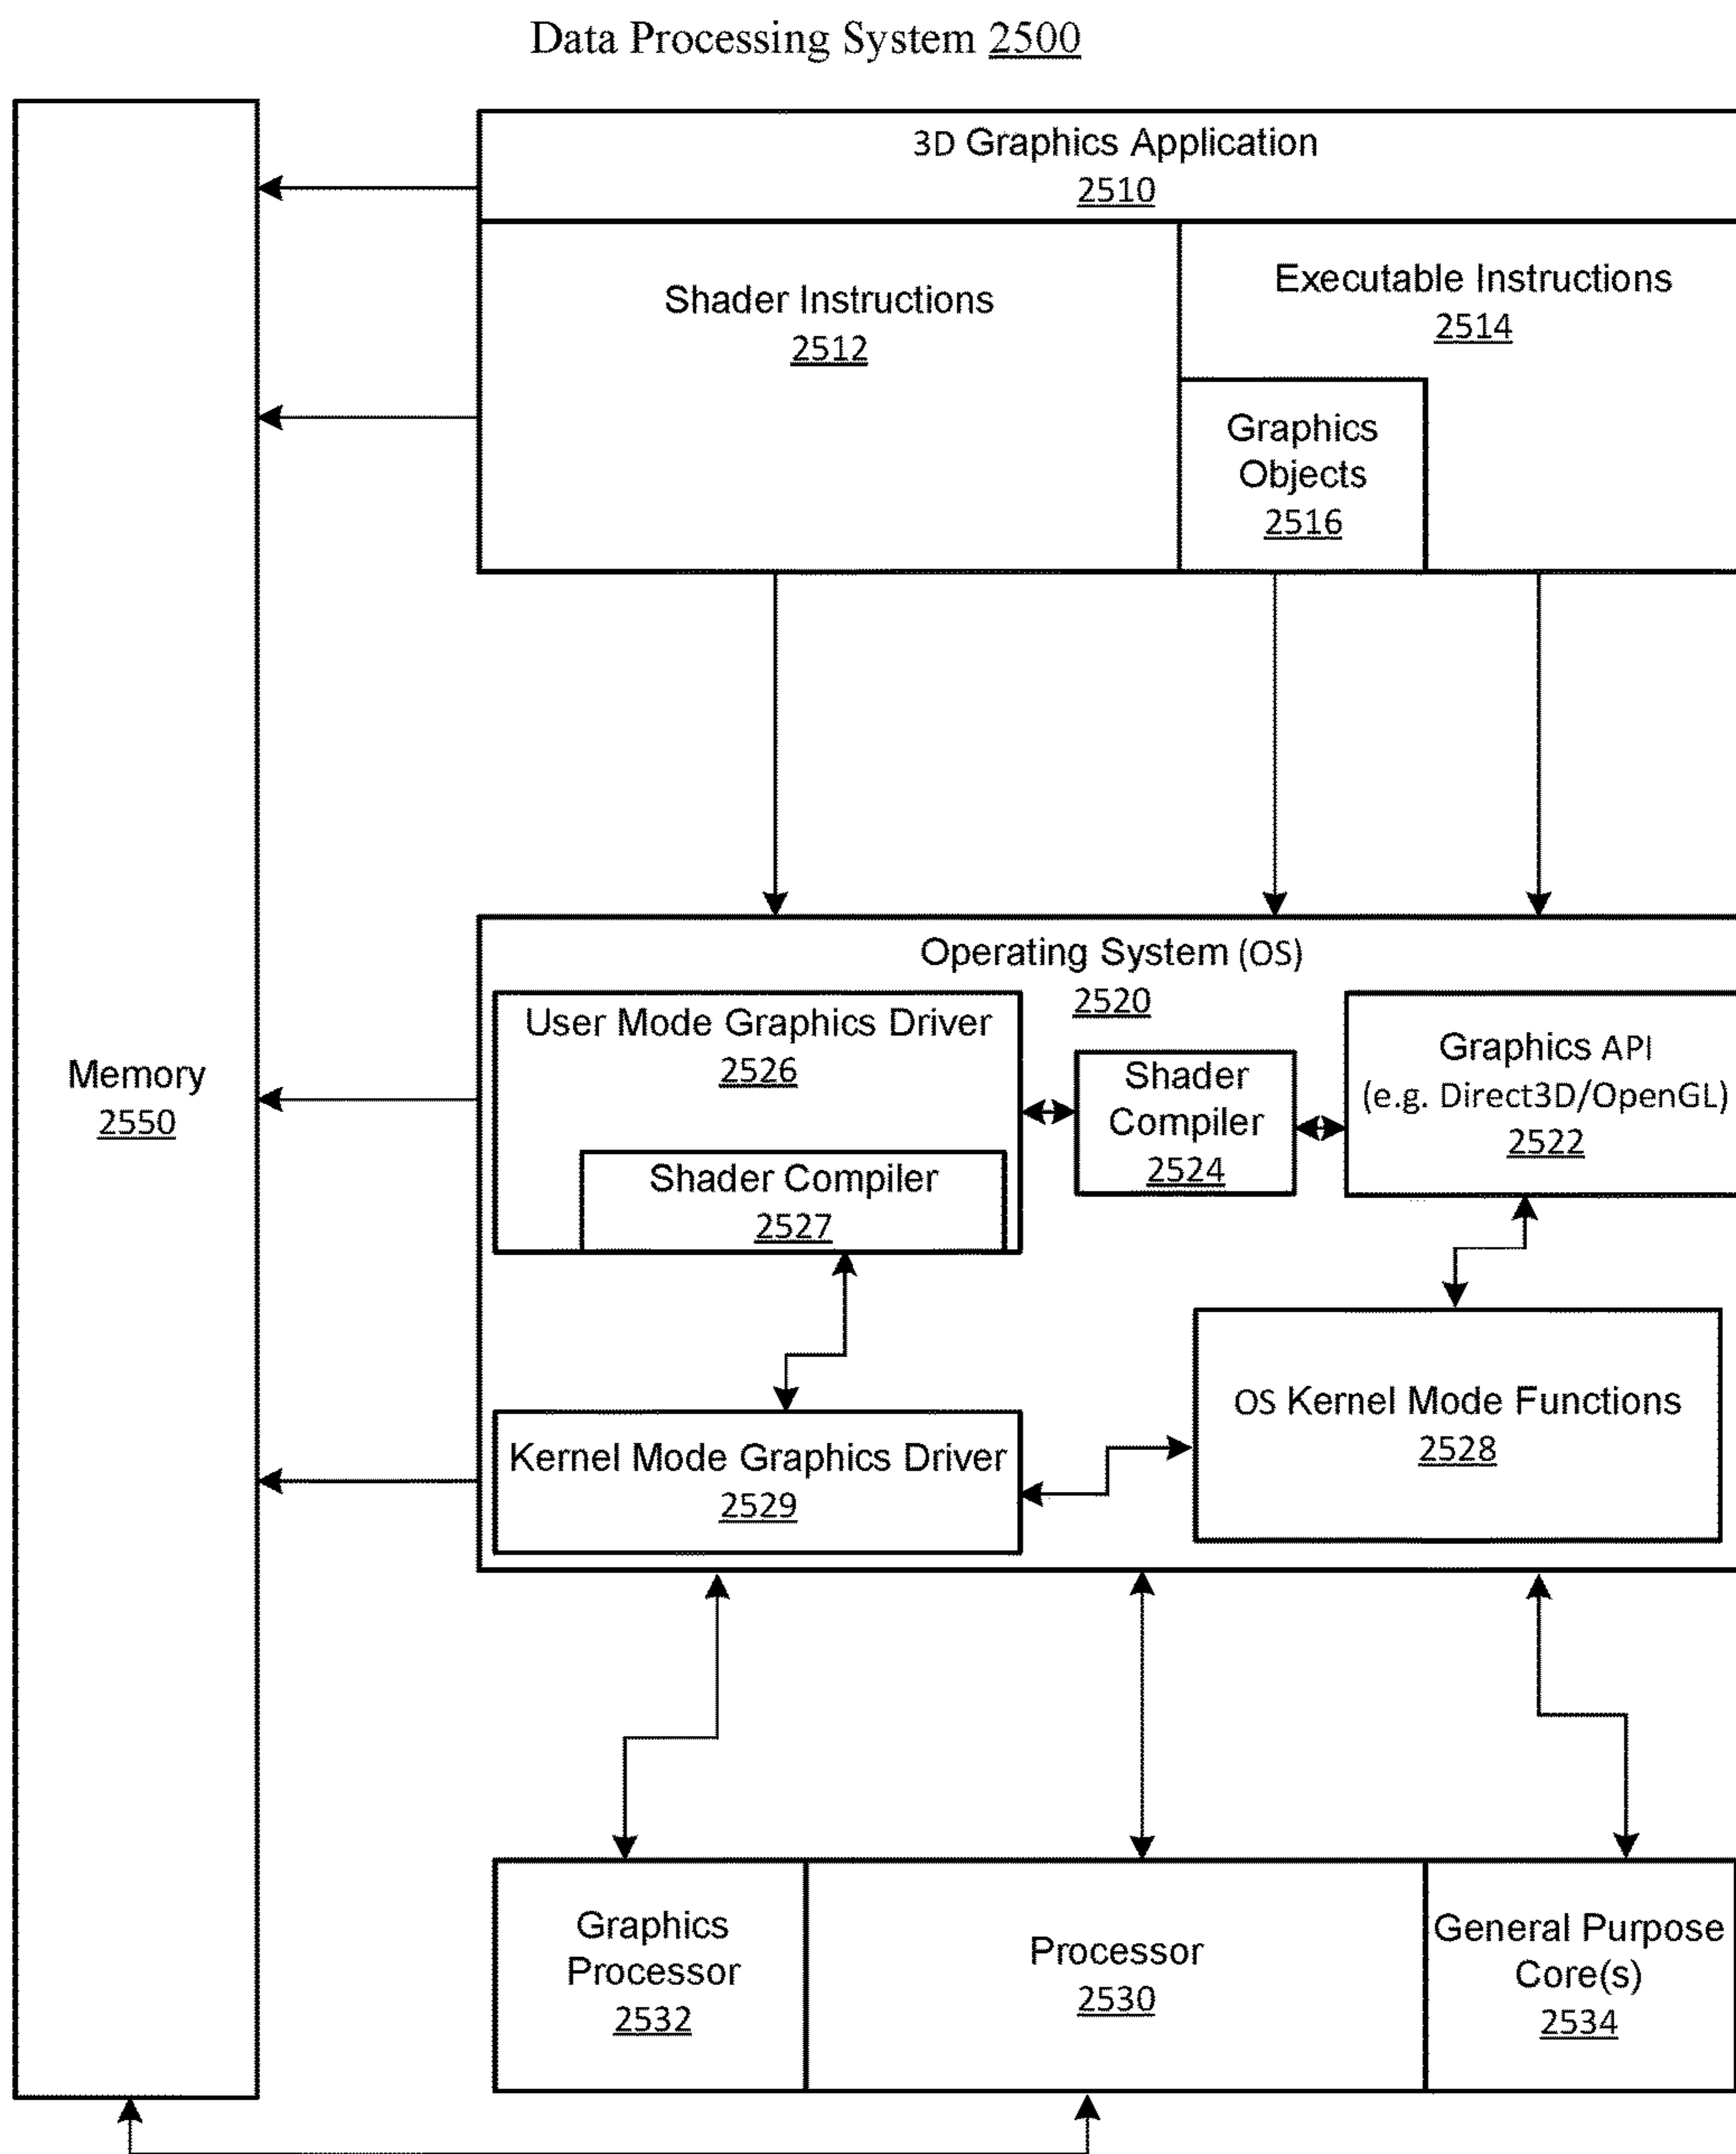 Data Processing System 2500
3D Graphics Application
2510
Shader Instructions
2512
Executable Instructions
2514
Graphics
Objects
2516
Operating System (OS)
2520
User Mode Graphics Driver
2526
Shader Compiler
2527
Shader
Compiler
2524
Graphics API
(e.g. Direct3D/OpenGL)
2522
Memory
2550
Kernel Mode Graphics Driver
2529
OS Kernel Mode Functions
2528
Graphics
Processor
2532
Processor
2530
General Purpose
Core(s)
2534